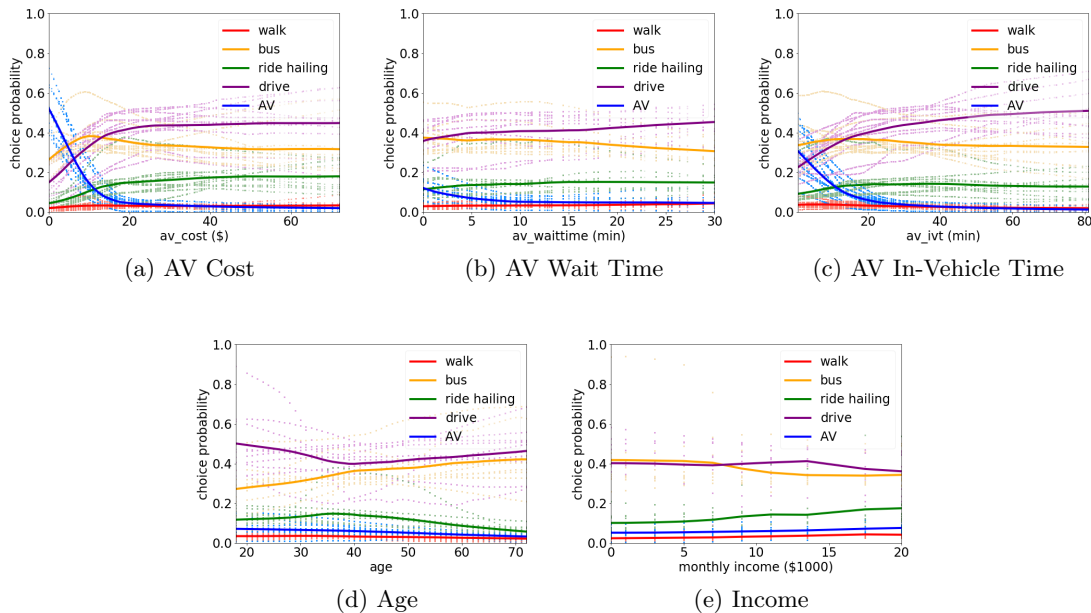 choice probability
1.0
0.8
0.6
0.4
0.2
0.0
walk
bus
ride hailing
drive
AV
0 20 40 60
av_cost ($)
(a) AV Cost
choice probability
1.0
0.8
0.6
0.4
0.2
0.0
walk
bus
ride hailing
drive
AV
0 5 10 15 20 25 30
av_waittime (min)
(b) AV Wait Time
choice probability
1.0
0.8
0.6
0.4
0.2
0.0
walk
bus
ride hailing
drive
AV
20 40 60 80
av_ivt (min)
(c) AV In-Vehicle Time
choice probability
1.0
0.8
0.6
0.4
0.2
0.0
walk
bus
ride hailing
drive
AV
20 30 40 50 60 70
age
(d) Age
choice probability
1.0
0.8
0.6
0.4
0.2
0.0
walk
bus
ride hailing
drive
AV
0 5 10 15 20
monthly income ($1000)
(e) Income